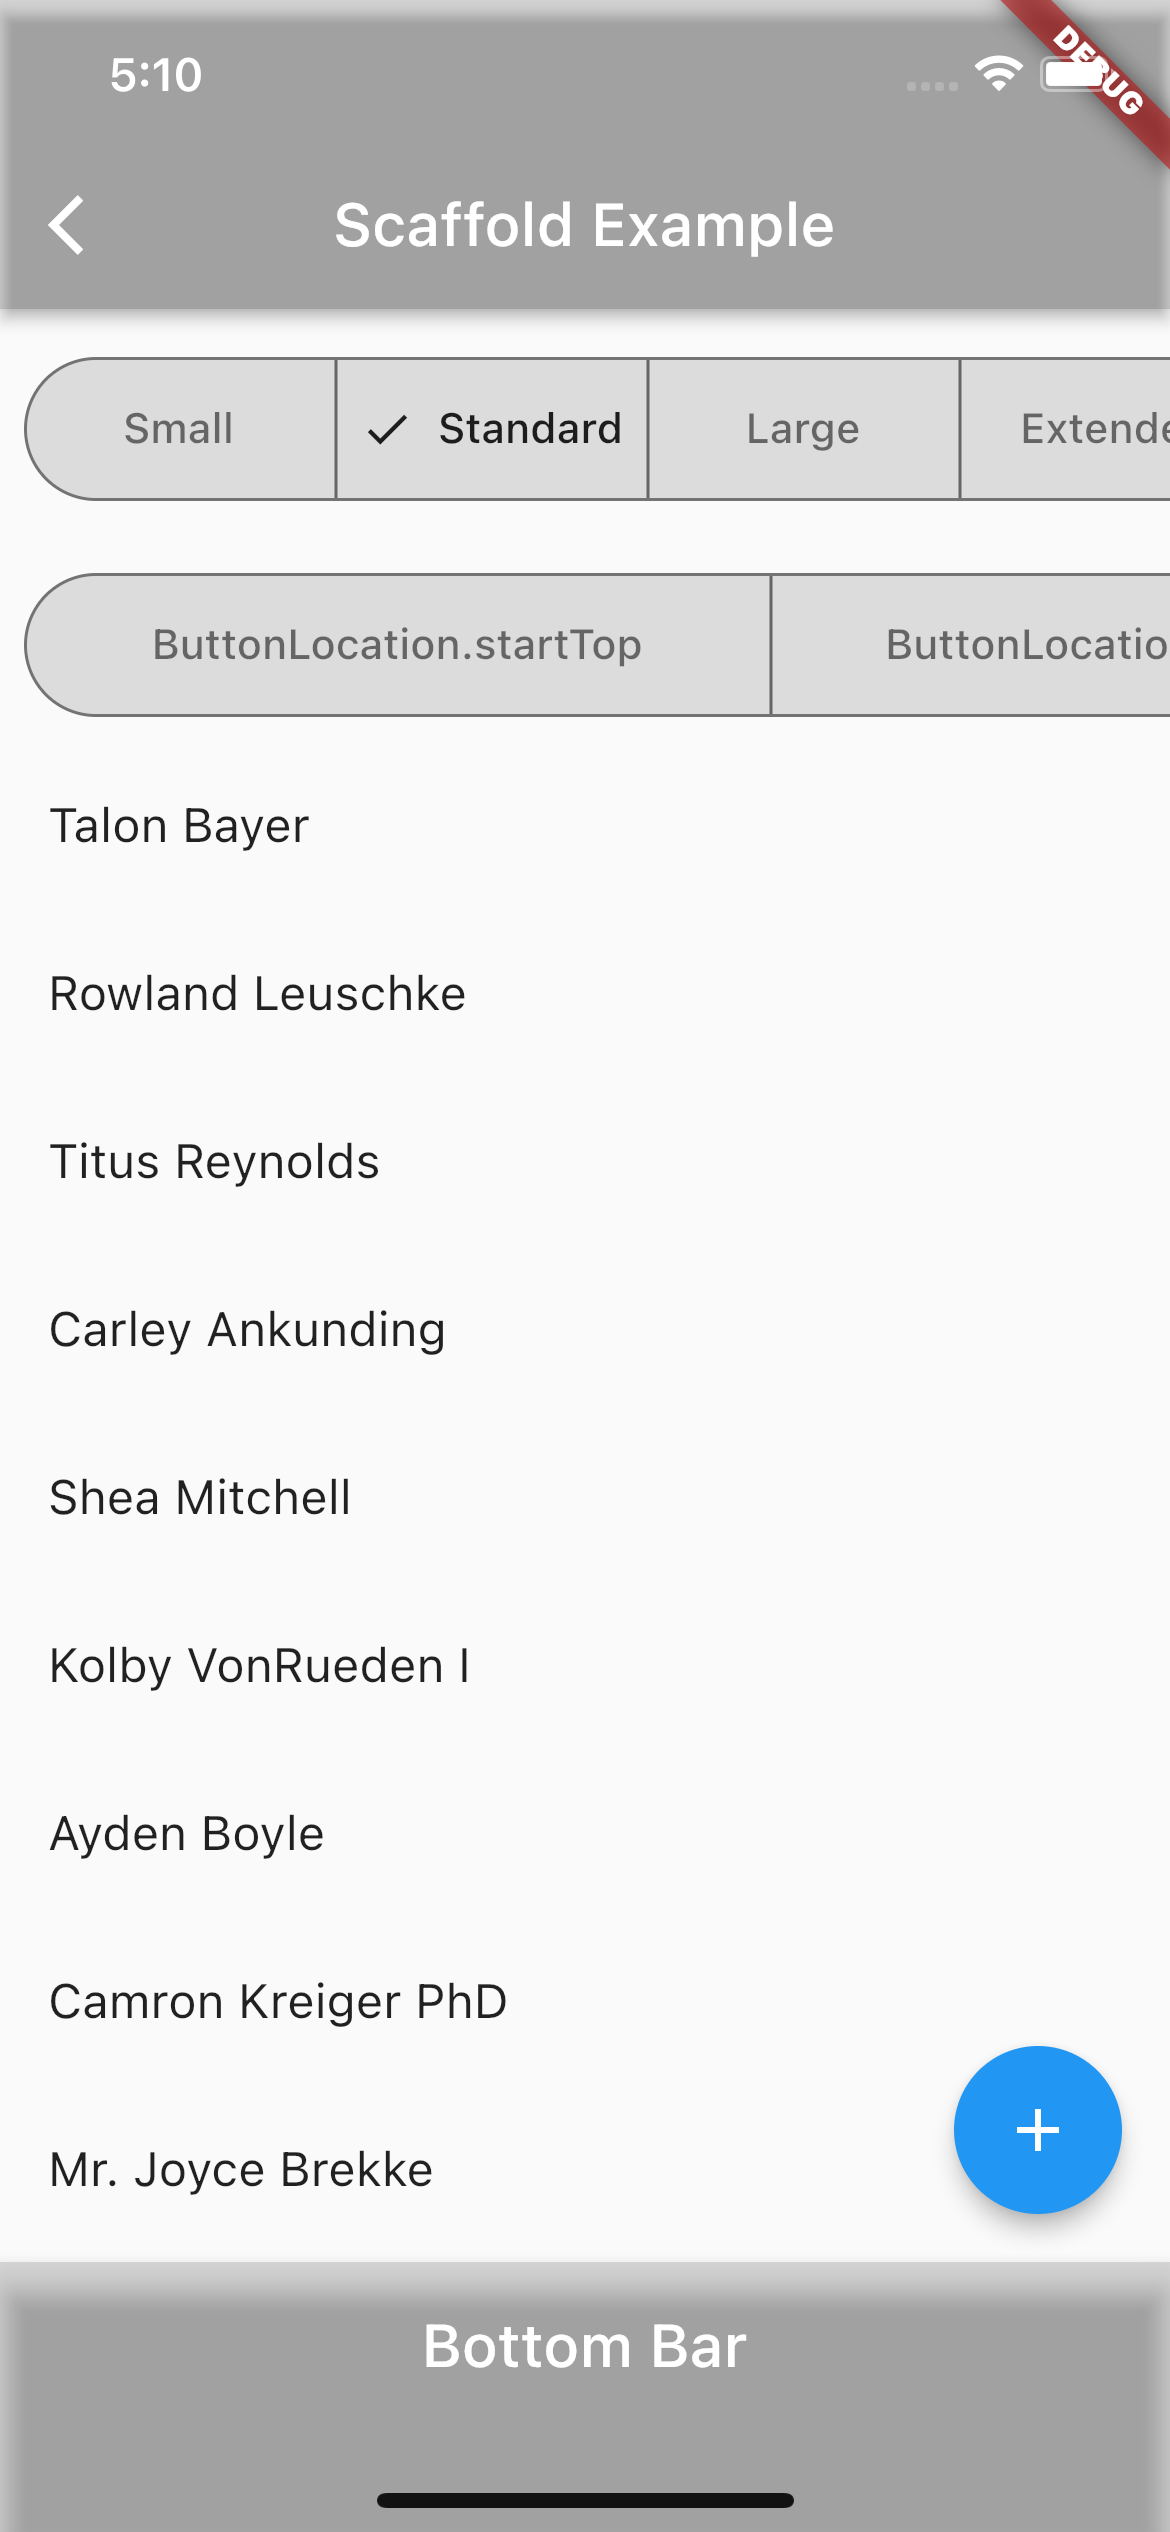 5:10
DEBUG
Scaffold Example
Small
Standard
Large
Extende
ButtonLocation.startTop
ButtonLocatio
Talon Bayer
Rowland Leuschke
Titus Reynolds
Carley Ankunding
Shea Mitchell
Kolby VonRueden I
Ayden Boyle
Camron Kreiger PhD
Mr. Joyce Brekke
Bottom Bar